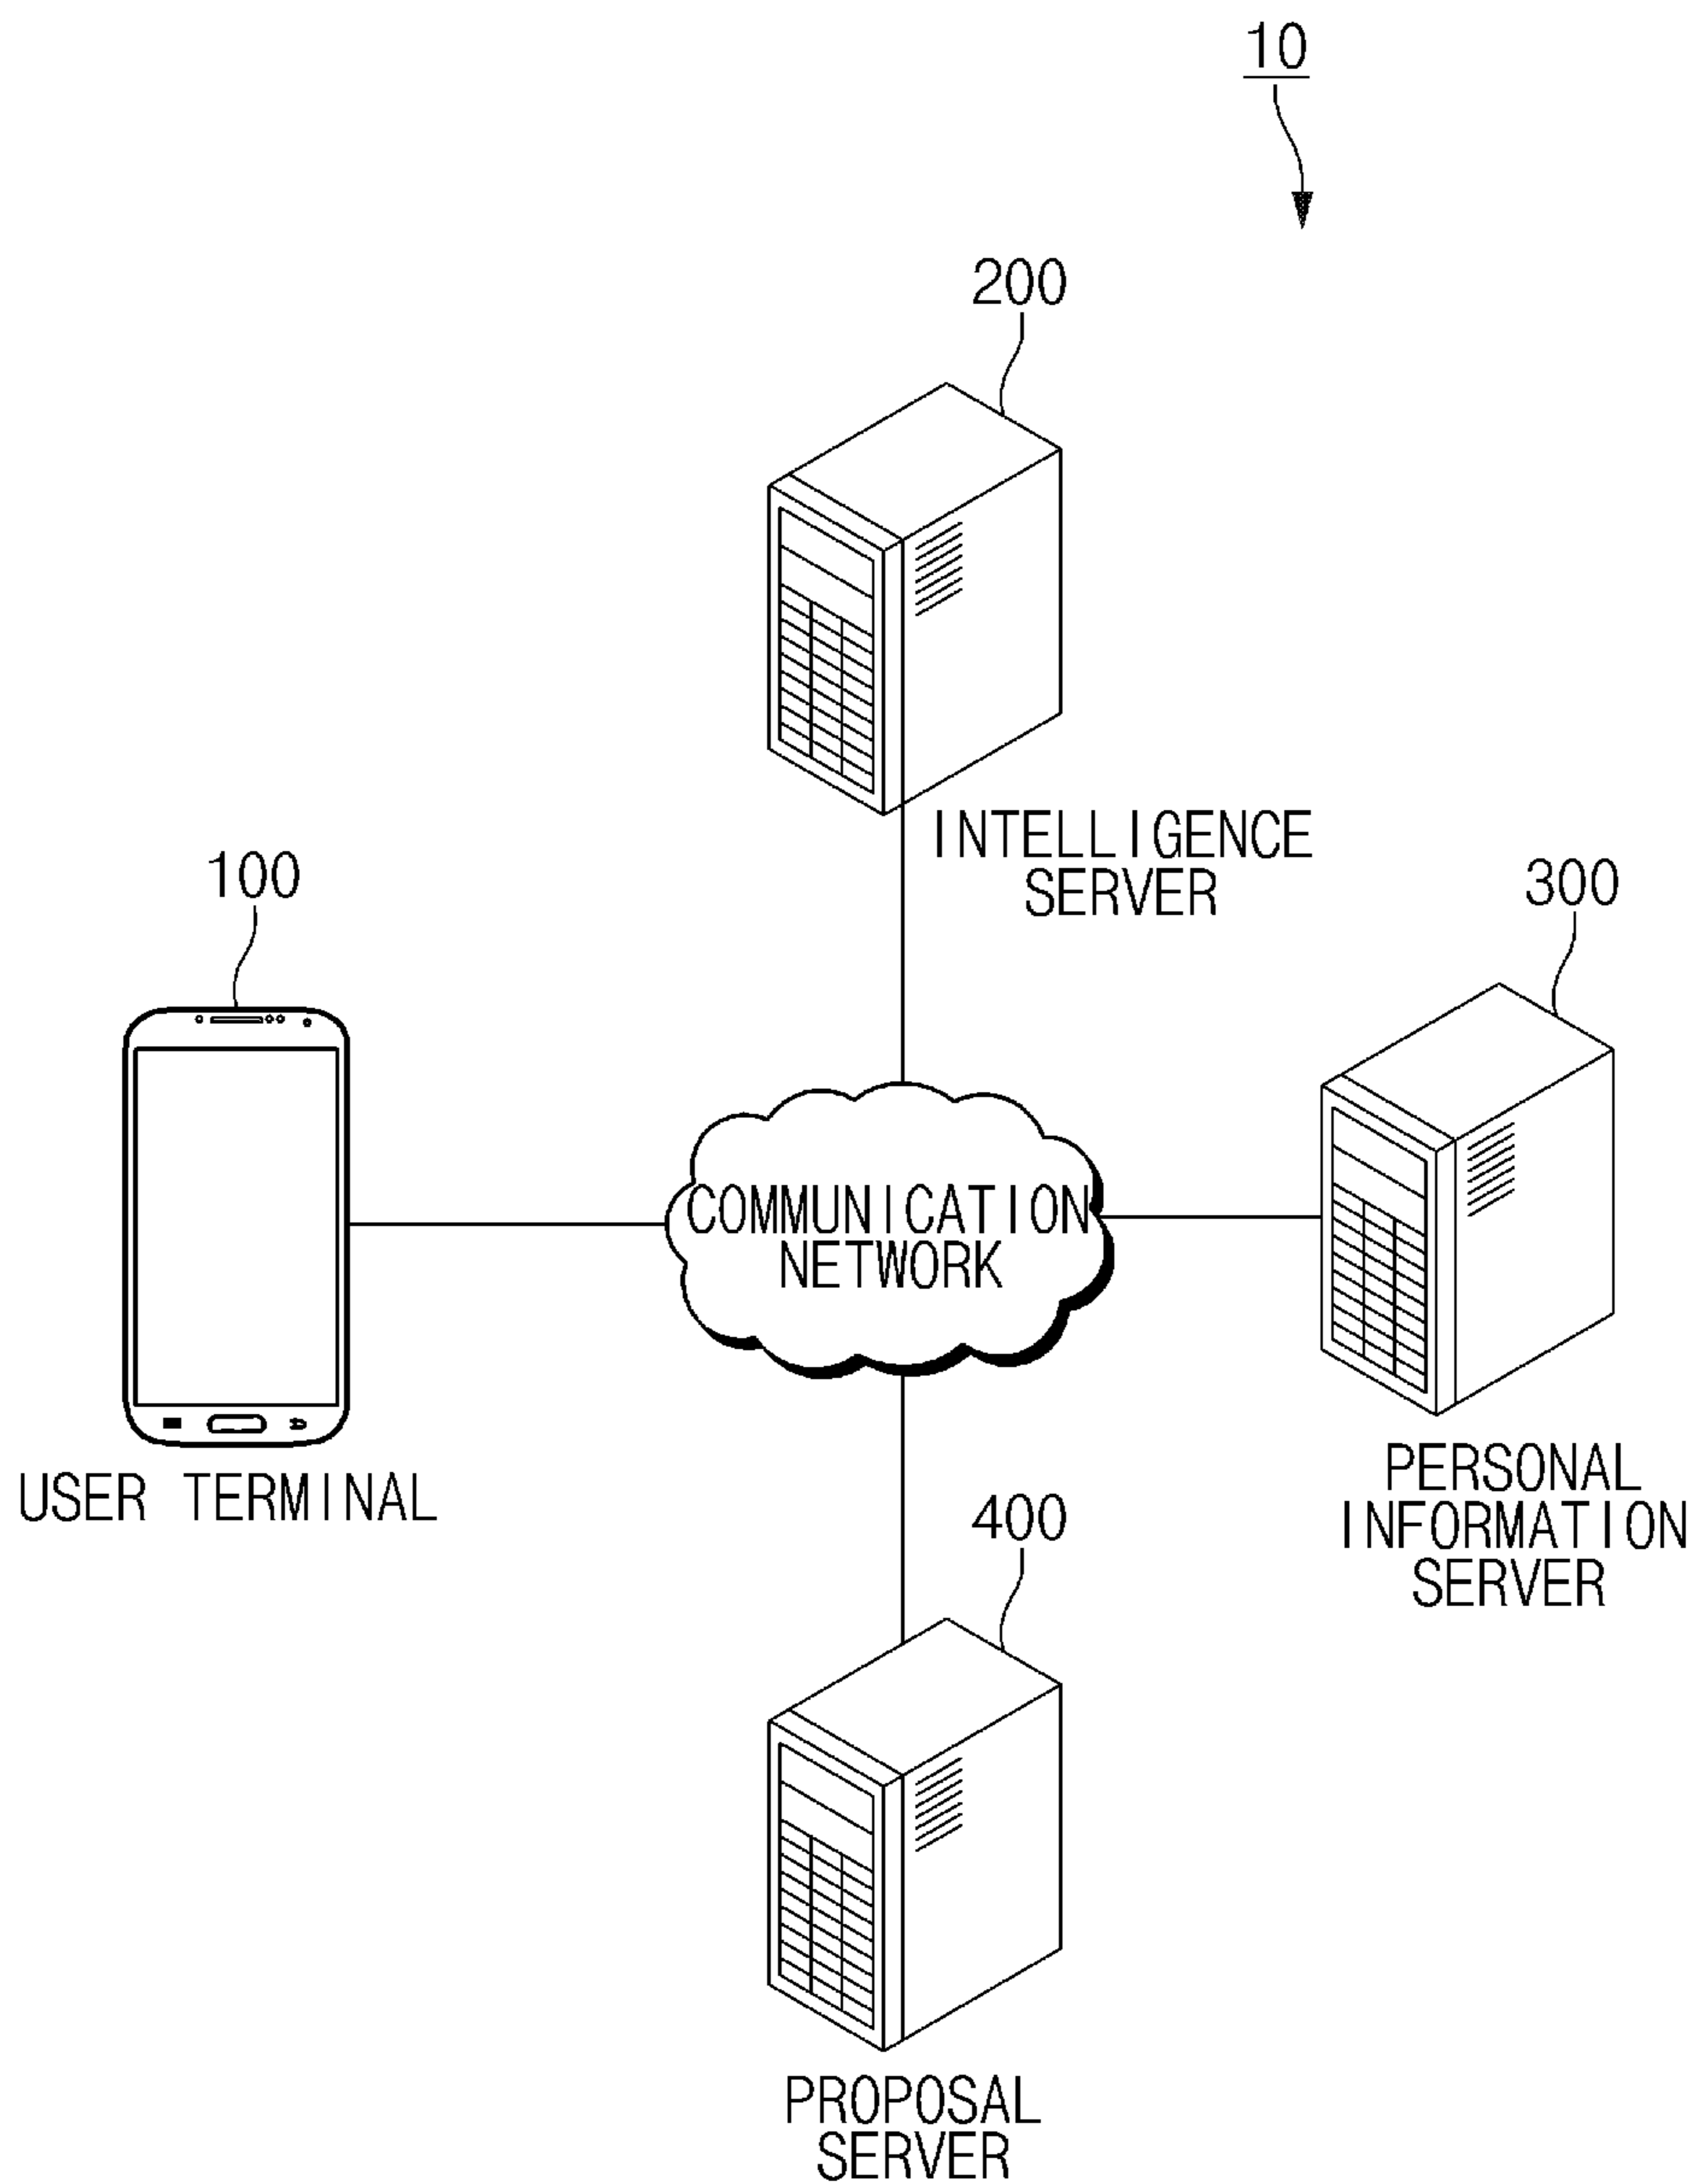 10
200
INTELLIGENCE
SERVER
100
300
COMMUNICATION
NETWORK
USER TERMINAL
PERSONAL
INFORMATION
SERVER
400
PROPOSAL
SERVER